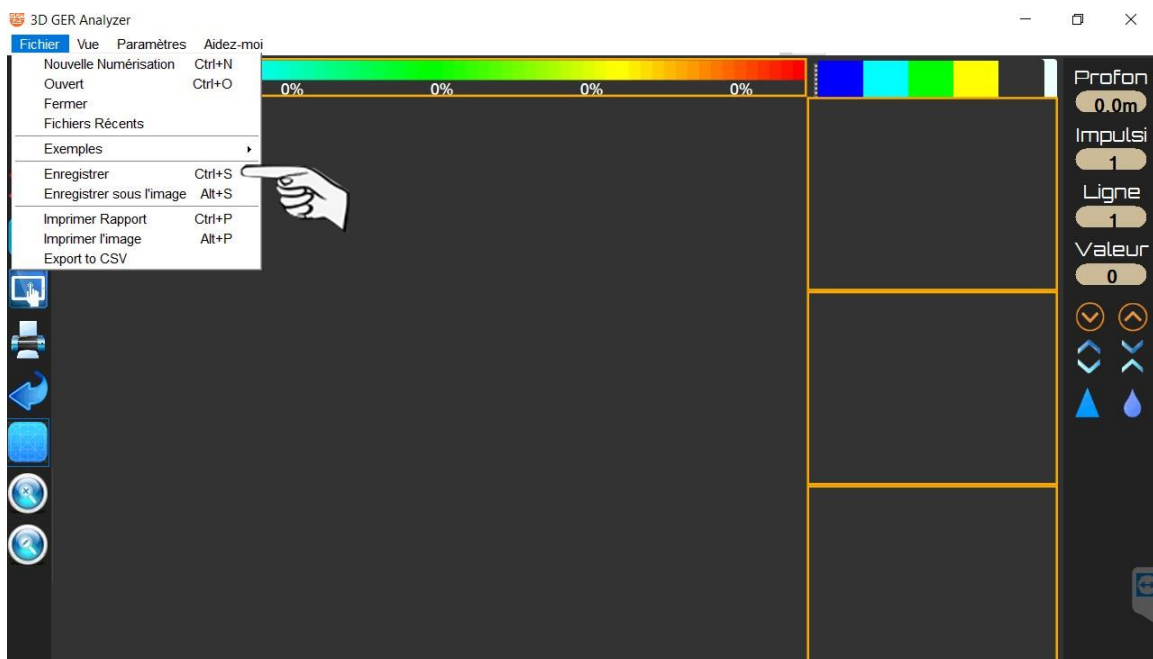 3D GER Analyzer
Fichier Vue Paramètres Aidez-moi
Nouvelle Numérisation Ctrl+N
Ouvert Ctrl+O
Fermer
Fichiers Récents
Exemples
Enregistrer Ctrl+S
Enregistrer sous l'image Alt+S
Imprimer Rapport Ctrl+P
Imprimer l'image Alt+P
Export to CSV
0% 0% 0% 0%
Profon
0.0m
Impulsi
1
Ligne
1
Valeur
0